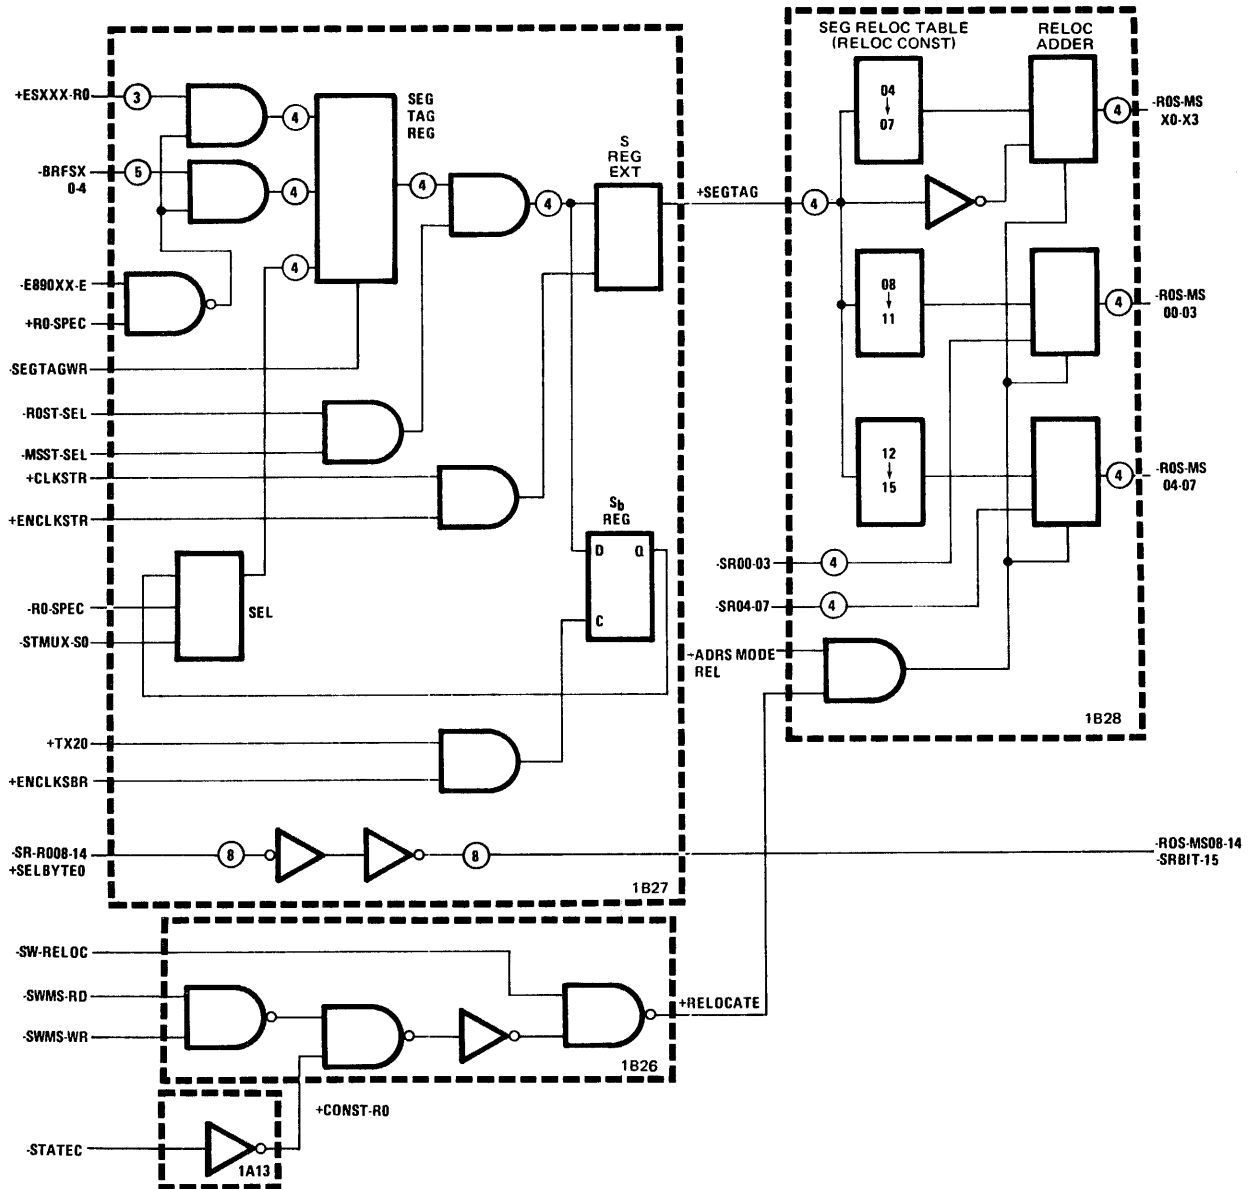 SEG RELOC TABLE
(RELOC CONST)
RELOC
ADDER
+ESXXX-R0
3
4
SEG
TAG
REG
04
07
4
-ROS-MS
X0-X3
-BRFSX
0-4
5
4
4
4
S
REG
EXT
+SEGTAG
4
4
-E890XX-E
+R0-SPEC
08
11
4
-ROS-MS
00-03
-SEGTAGWR
-ROST-SEL
-MSST-SEL
+CLKSTR
+ENCLKSTR
12
15
4
-ROS-MS
04-07
Sb
REG
D Q
C
-SR00-03
4
-SR04-07
4
-R0-SPEC
-STMUX-S0
SEL
+ADRS MODE
REL
1B28
+TX20
+ENCLKSBR
-SR-R008-14
+SELBYTE0
8
8
-ROS-MS08-14
-SRBIT-15
1B27
-SW-RELOC
-SWMS-RD
-SWMS-WR
+RELOCATE
1B26
+CONST-R0
-STATEC
1A13